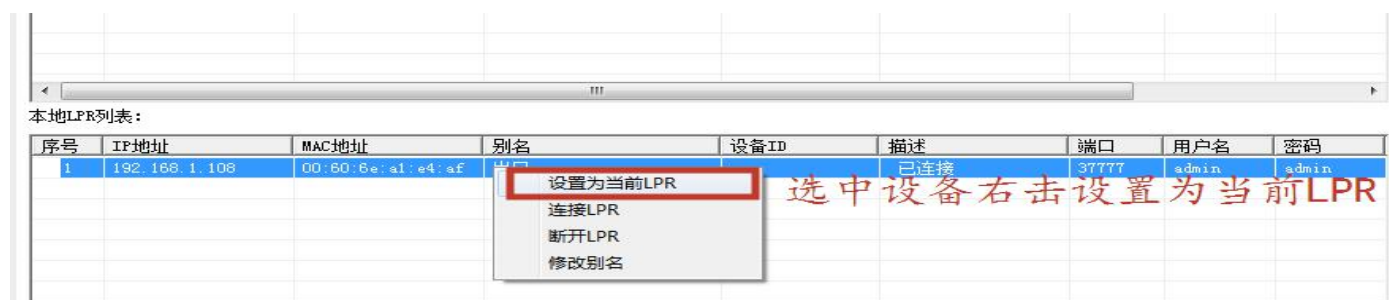 本地LPR列表:
序号 IP地址 MAC地址 别名 设备ID 描述 端口 用户名 密码
1 192.168.1.108 00:60:6e:a1:e4:af 出口 已连接 37777 admin admin
设置为当前LPR
选中设备右击设置为当前LPR
连接LPR
断开LPR
修改别名